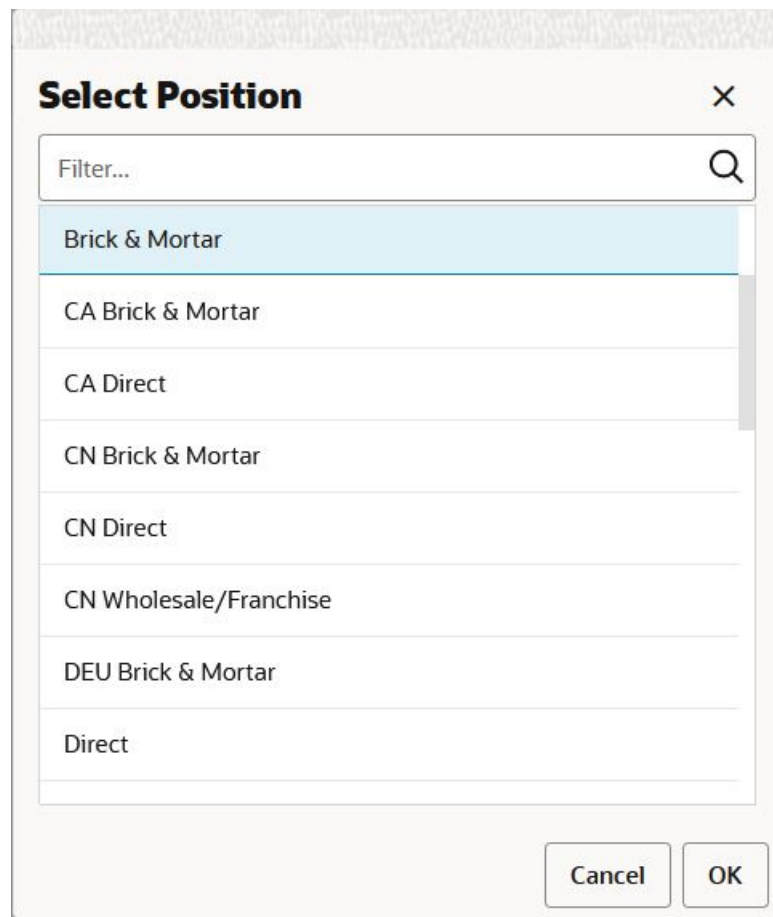 Select Position
Filter...
Brick & Mortar
CA Brick & Mortar
CA Direct
CN Brick & Mortar
CN Direct
CN Wholesale/Franchise
DEU Brick & Mortar
Direct
Cancel OK